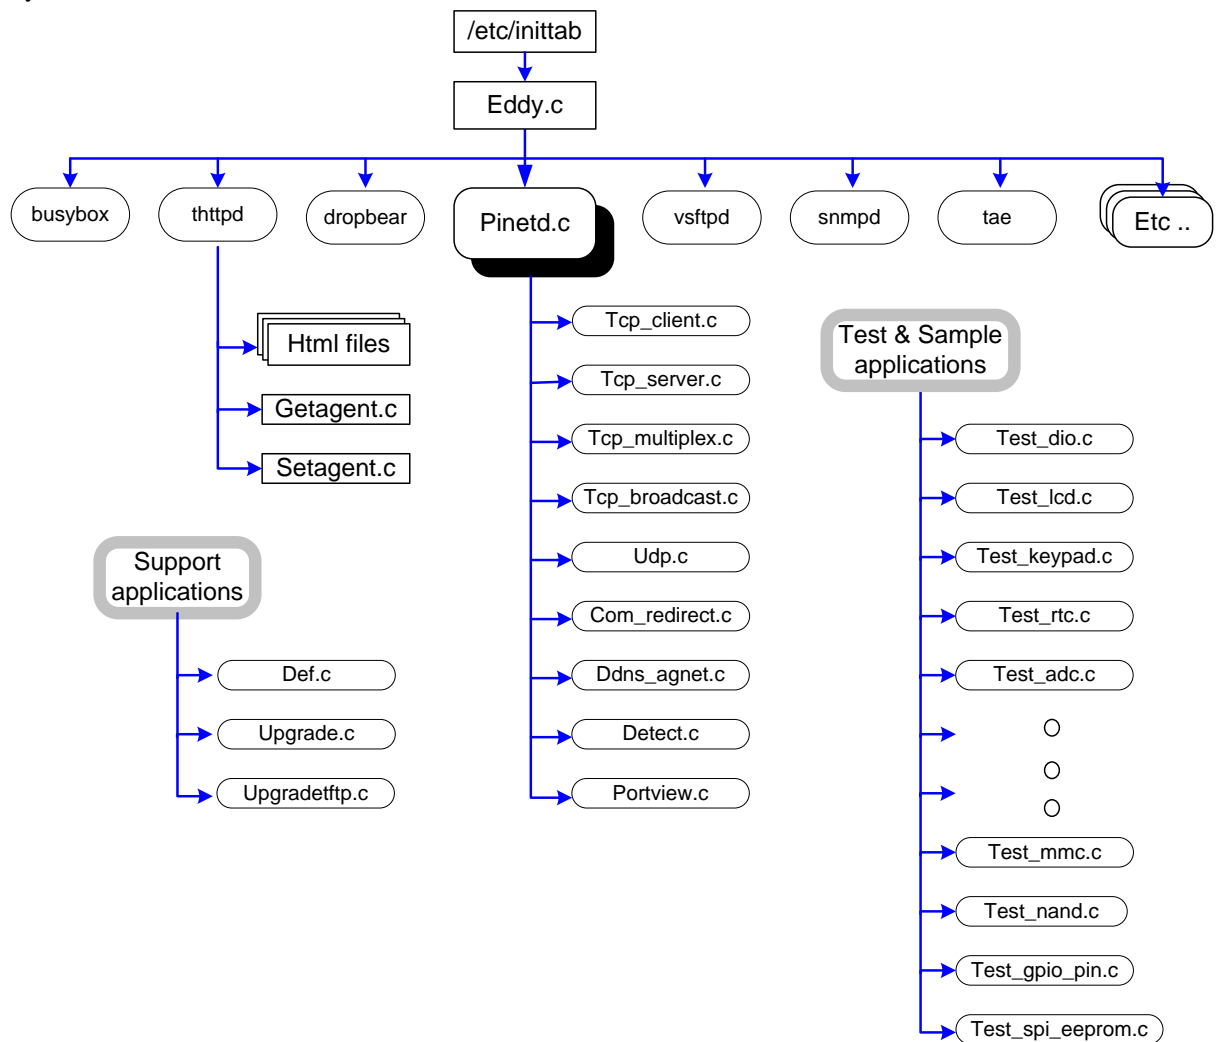 /etc/inittab
Eddy.c
busybox
thttpd
dropbear
Pinetd.c
vsftpd
snmpd
tae
Etc ..
Html files
Getagent.c
Setagent.c
Tcp_client.c
Tcp_server.c
Tcp_multiplex.c
Tcp_broadcast.c
Udp.c
Com_redirect.c
Ddns_agnet.c
Detect.c
Portview.c
Support
applications
Def.c
Upgrade.c
Upgradetftp.c
Test & Sample
applications
Test_dio.c
Test_lcd.c
Test_keypad.c
Test_rtc.c
Test_adc.c
Test_mmc.c
Test_nand.c
Test_gpio_pin.c
Test_spi_eeprom.c